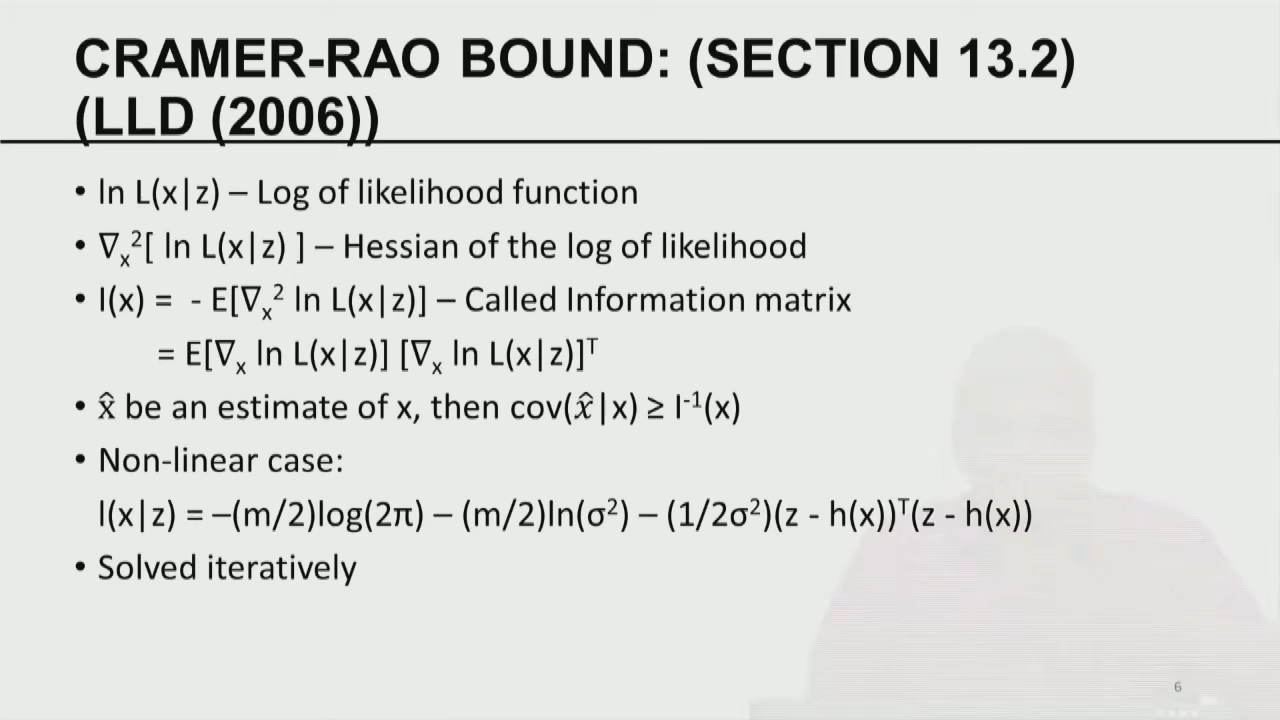 CRAMER-RAO BOUND: (SECTION 13.2)
(LLD (2006))
• ln L(x|z) – Log of likelihood function
• ∇ₓ²[ ln L(x|z) ] – Hessian of the log of likelihood
• I(x) = - E[∇ₓ² ln L(x|z)] – Called Information matrix
= E[∇ₓ ln L(x|z)] [∇ₓ ln L(x|z)]ᵀ
• x̂ be an estimate of x, then cov(x̂|x) ≥ I⁻¹(x)
• Non-linear case:
l(x|z) = –(m/2)log(2π) – (m/2)ln(σ²) – (1/2σ²)(z - h(x))ᵀ(z - h(x))
• Solved iteratively
6